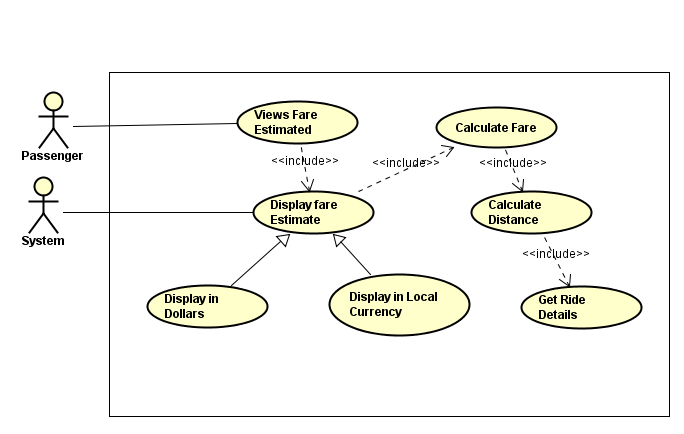 Passenger
System
Views Fare
Estimated
Calculate Fare
<<include>>
<<include>>
<<include>>
Display fare
Estimate
Calculate
Distance
<<include>>
Display in
Dollars
Display in Local
Currency
Get Ride
Details